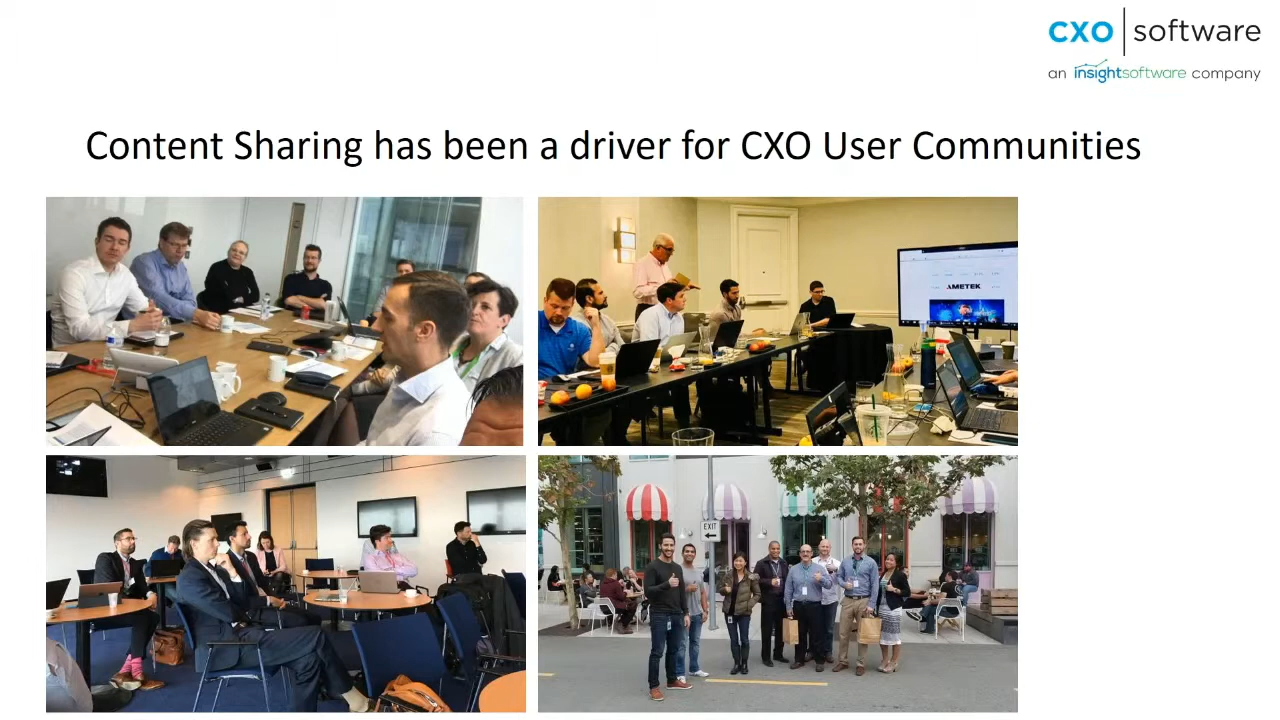 CXO software
an insightsoftware company
Content Sharing has been a driver for CXO User Communities
AMETEK
EXIT